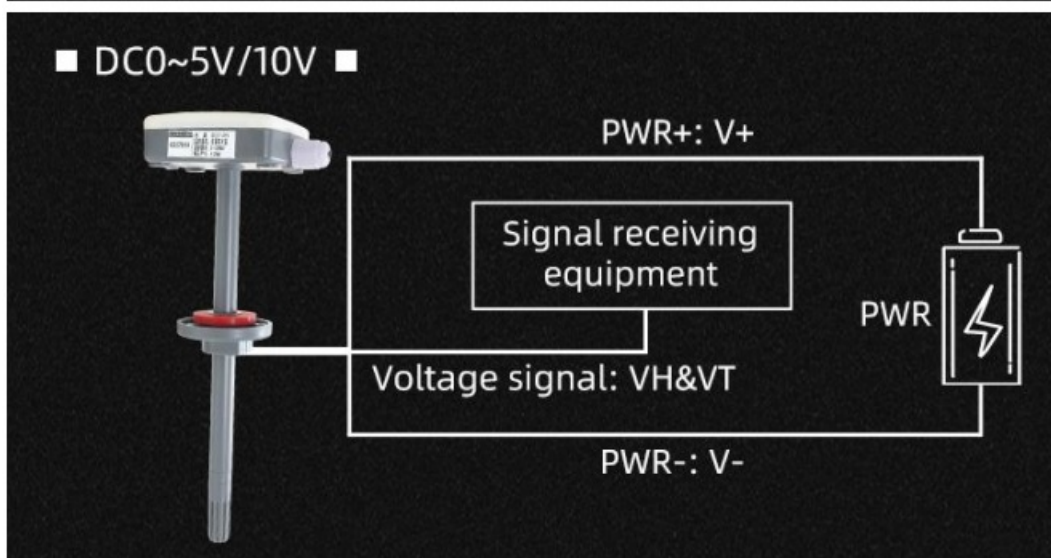 ■ DC0~5V/10V ■
PWR+: V+
Signal receiving
equipment
PWR
Voltage signal: VH&VT
PWR-: V-